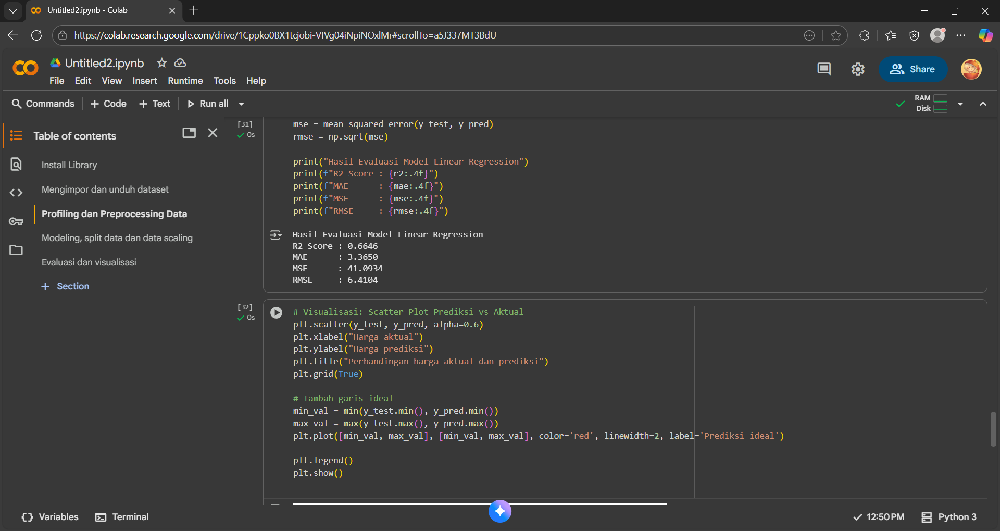 Untitled2.ipynb - Colab
https://colab.research.google.com/drive/1Cppko0BX1tcjobi-VIVg04iNpiNOxlMr#scrollTo=a5J337MT3BdU
Untitled2.ipynb
File Edit View Insert Runtime Tools Help
Share
Commands + Code + Text Run all
RAM
Disk
Table of contents
Install Library
Mengimpor dan unduh dataset
Profiling dan Preprocessing Data
Modeling, split data dan data scaling
Evaluasi dan visualisasi
+ Section
[31]
0s
mse = mean_squared_error(y_test, y_pred)
rmse = np.sqrt(mse)
print("Hasil Evaluasi Model Linear Regression")
print(f"R2 Score : {r2:.4f}")
print(f"MAE      : {mae:.4f}")
print(f"MSE      : {mse:.4f}")
print(f"RMSE     : {rmse:.4f}")
Hasil Evaluasi Model Linear Regression
R2 Score : 0.6646
MAE      : 3.3650
MSE      : 41.0934
RMSE     : 6.4104
[32]
0s
# Visualisasi: Scatter Plot Prediksi vs Aktual
plt.scatter(y_test, y_pred, alpha=0.6)
plt.xlabel("Harga aktual")
plt.ylabel("Harga prediksi")
plt.title("Perbandingan harga aktual dan prediksi")
plt.grid(True)
# Tambah garis ideal
min_val = min(y_test.min(), y_pred.min())
max_val = max(y_test.max(), y_pred.max())
plt.plot([min_val, max_val], [min_val, max_val], color='red', linewidth=2, label='Prediksi ideal')
plt.legend()
plt.show()
Variables
Terminal
12:50 PM
Python 3